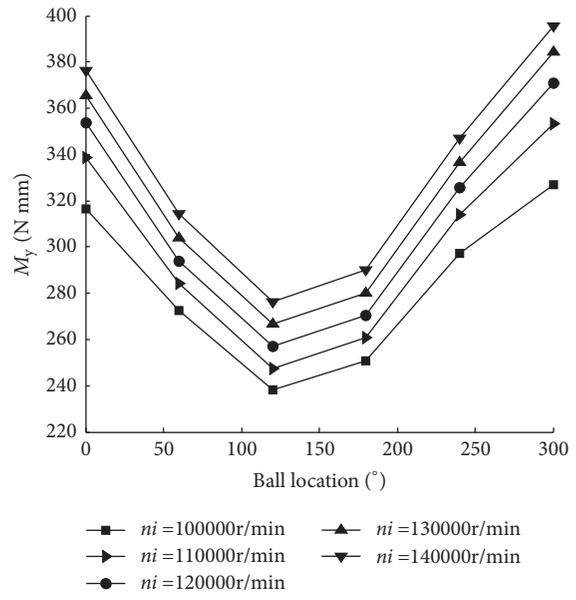 400
380
360
340
320
300
280
260
240
220
My (N mm)
0 50 100 150 200 250 300
Ball location (°)
ni =100000r/min ni =130000r/min
ni =110000r/min ni =140000r/min
ni =120000r/min